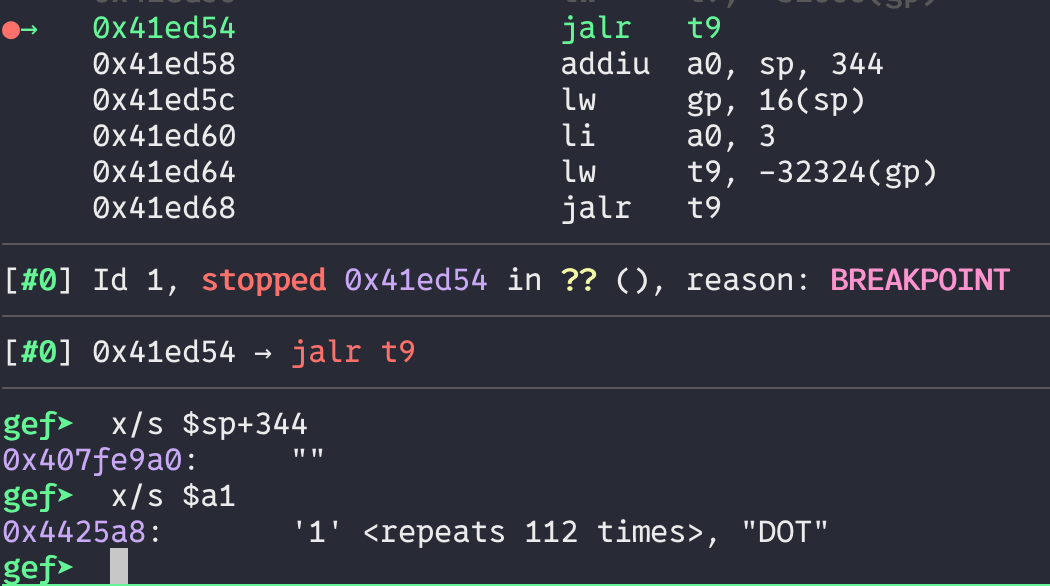 ●→ 0x41ed54 jalr t9
0x41ed58 addiu a0, sp, 344
0x41ed5c lw gp, 16(sp)
0x41ed60 li a0, 3
0x41ed64 lw t9, -32324(gp)
0x41ed68 jalr t9
[#0] Id 1, stopped 0x41ed54 in ?? (), reason: BREAKPOINT
[#0] 0x41ed54 → jalr t9
gef➤ x/s $sp+344
0x407fe9a0: ""
gef➤ x/s $a1
0x4425a8: '1' <repeats 112 times>, "DOT"
gef➤